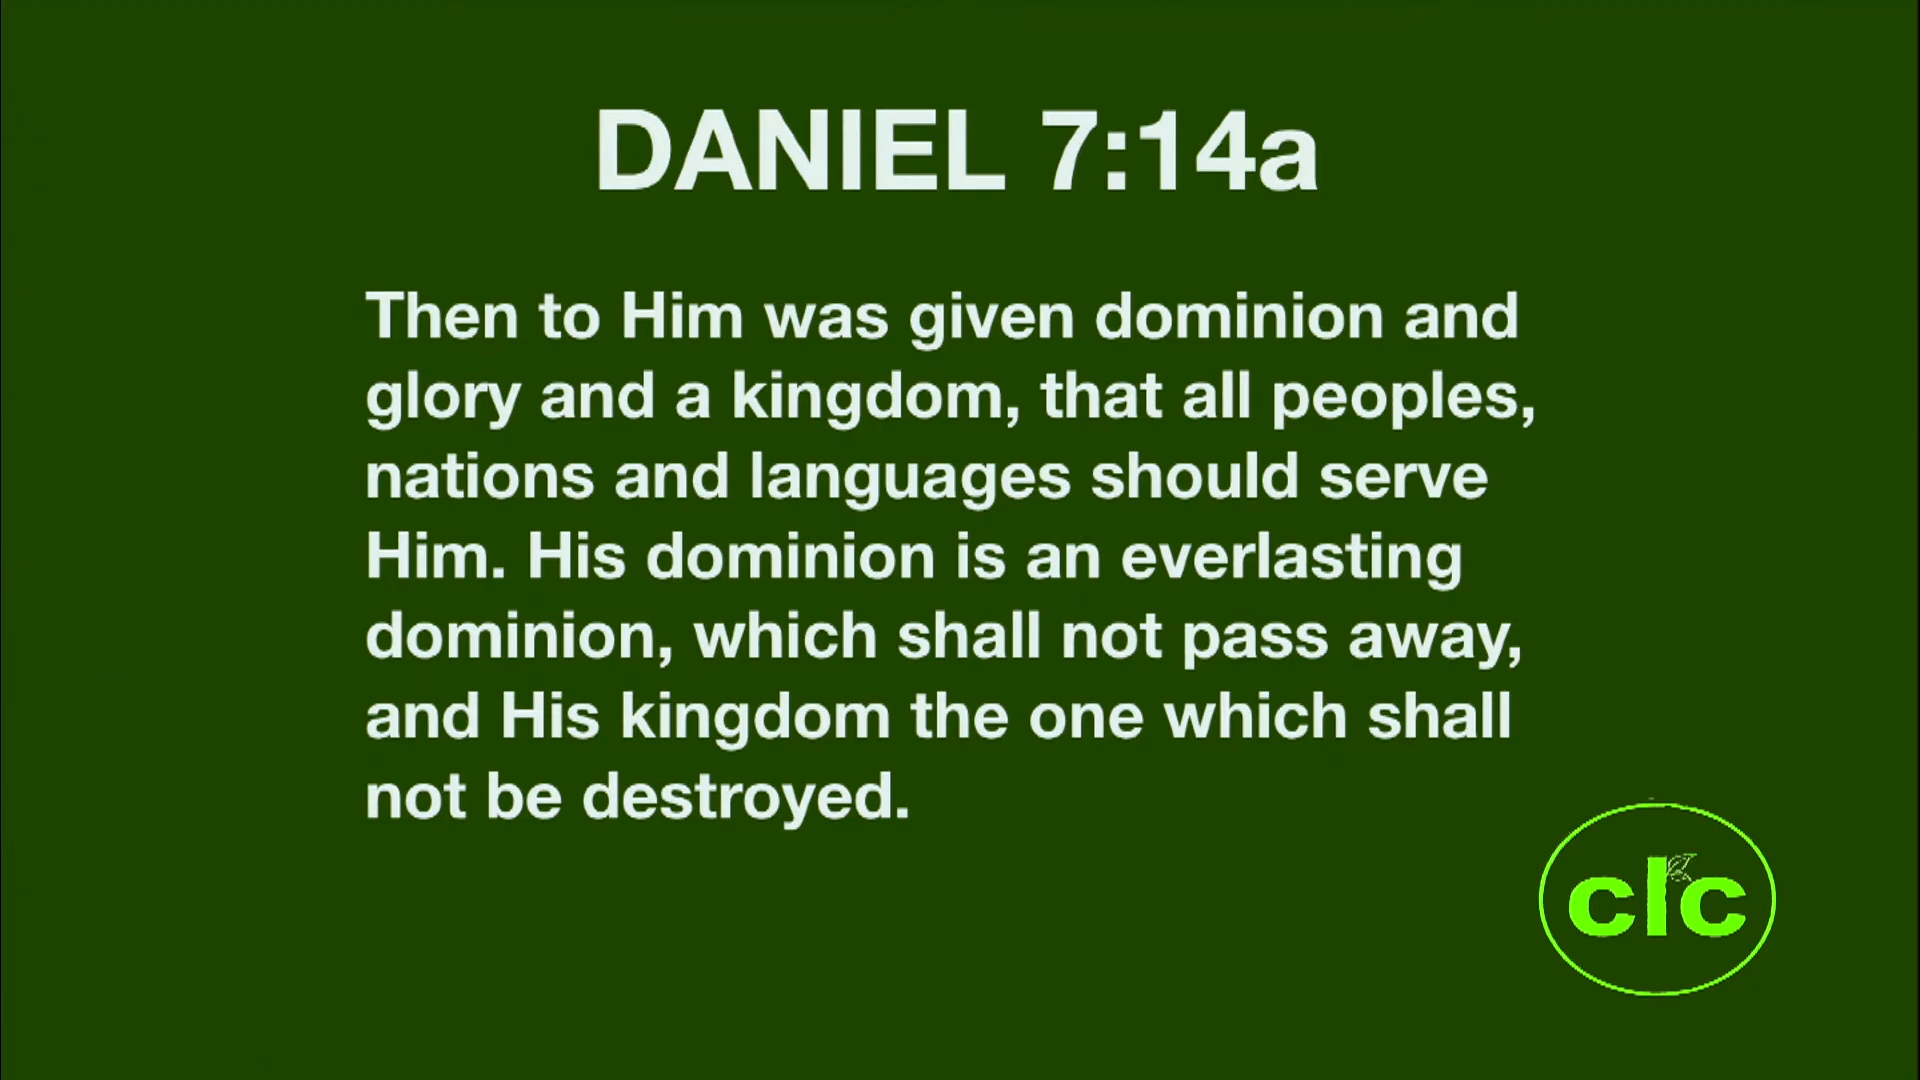 DANIEL 7:14a
Then to Him was given dominion and
glory and a kingdom, that all peoples,
nations and languages should serve
Him. His dominion is an everlasting
dominion, which shall not pass away,
and His kingdom the one which shall
not be destroyed.
clc